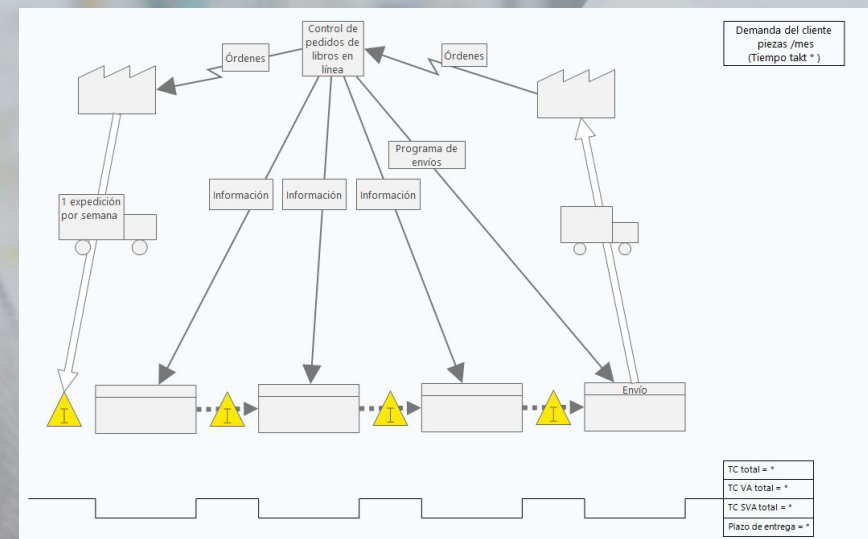 Control de
pedidos de
libros en
línea
Demanda del cliente
piezas /mes
(Tiempo takt * )
Órdenes
Órdenes
Programa de
envíos
Información
Información
Información
1 expedición
por semana
Envío
I
I
I
I
TC total = *
TC VA total = *
TC SVA total = *
Plazo de entrega = *